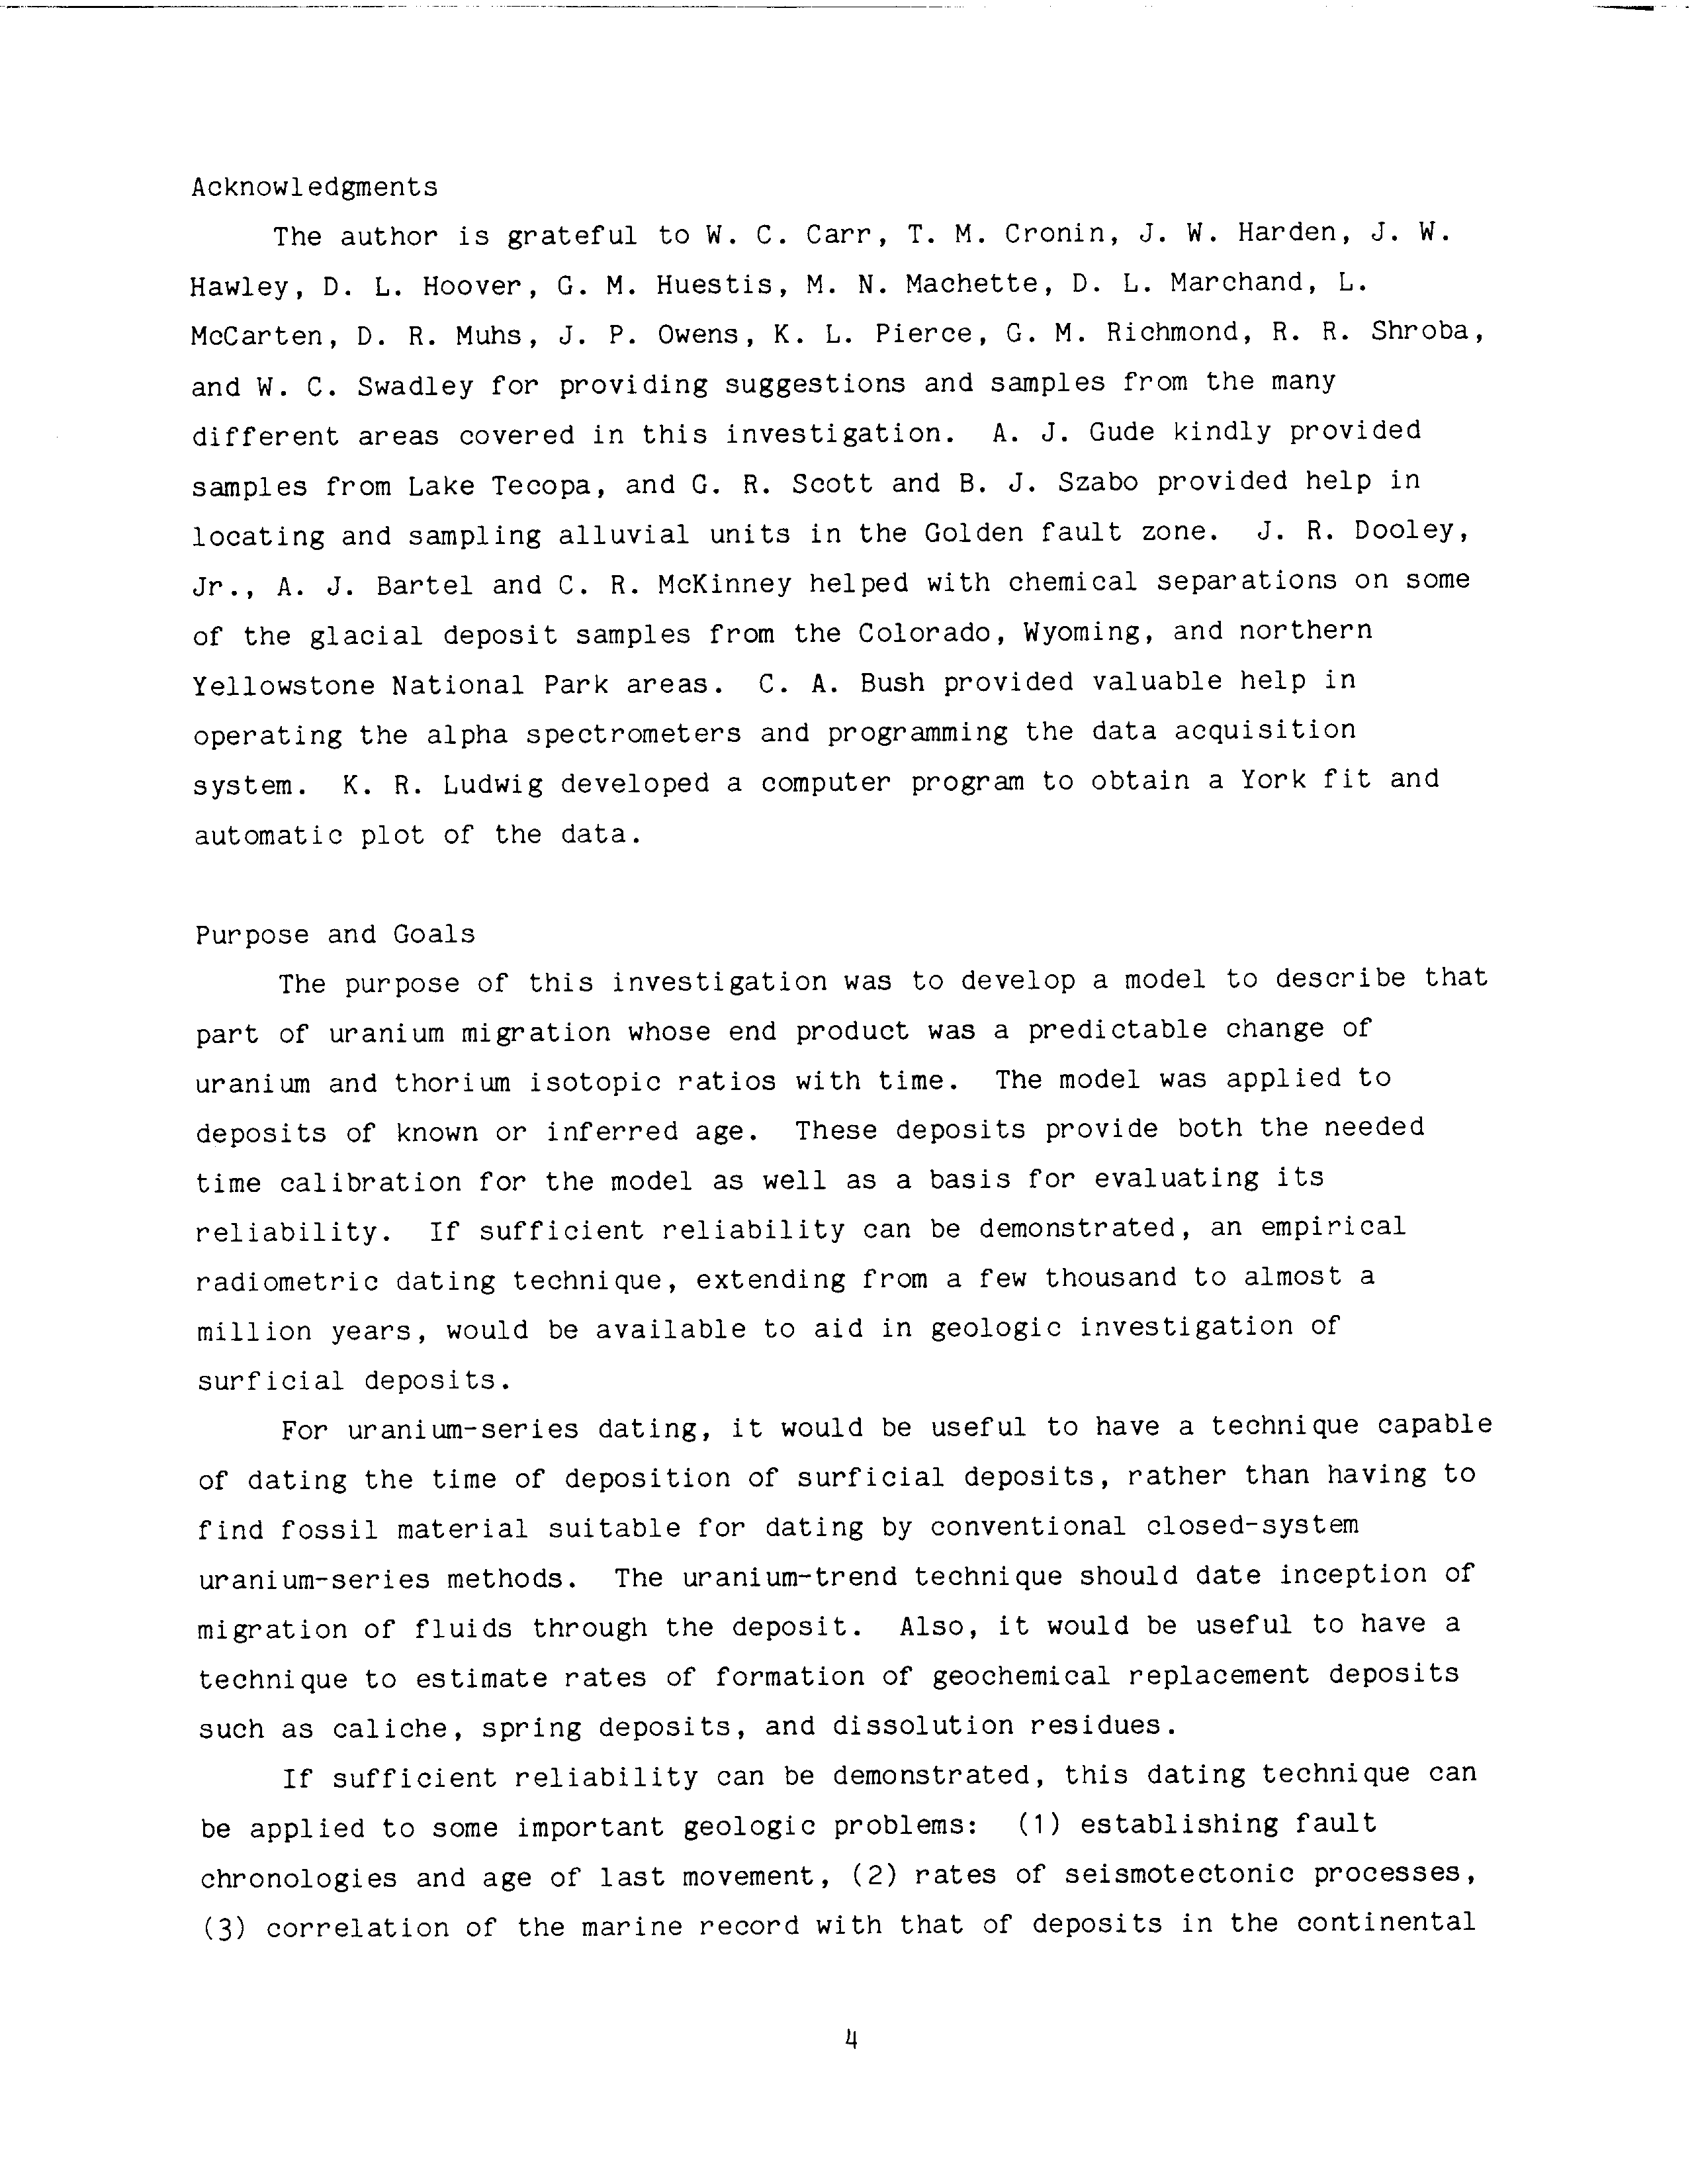 Acknowledgments
The author is grateful to W. C. Carr, T. M. Cronin, J. W. Harden, J. W.
Hawley, D. L. Hoover, G. M. Huestis, M. N. Machette, D. L. Marchand, L.
McCarten, D. R. Muhs, J. P. Owens, K. L. Pierce, G. M. Richmond, R. R. Shroba,
and W. C. Swadley for providing suggestions and samples from the many
different areas covered in this investigation.  A. J. Gude kindly provided
samples from Lake Tecopa, and G. R. Scott and B. J. Szabo provided help in
locating and sampling alluvial units in the Golden fault zone.  J. R. Dooley,
Jr., A. J. Bartel and C. R. McKinney helped with chemical separations on some
of the glacial deposit samples from the Colorado, Wyoming, and northern
Yellowstone National Park areas.  C. A. Bush provided valuable help in
operating the alpha spectrometers and programming the data acquisition
system.  K. R. Ludwig developed a computer program to obtain a York fit and
automatic plot of the data.
Purpose and Goals
The purpose of this investigation was to develop a model to describe that
part of uranium migration whose end product was a predictable change of
uranium and thorium isotopic ratios with time.  The model was applied to
deposits of known or inferred age.  These deposits provide both the needed
time calibration for the model as well as a basis for evaluating its
reliability.  If sufficient reliability can be demonstrated, an empirical
radiometric dating technique, extending from a few thousand to almost a
million years, would be available to aid in geologic investigation of
surficial deposits.
For uranium-series dating, it would be useful to have a technique capable
of dating the time of deposition of surficial deposits, rather than having to
find fossil material suitable for dating by conventional closed-system
uranium-series methods.  The uranium-trend technique should date inception of
migration of fluids through the deposit.  Also, it would be useful to have a
technique to estimate rates of formation of geochemical replacement deposits
such as caliche, spring deposits, and dissolution residues.
If sufficient reliability can be demonstrated, this dating technique can
be applied to some important geologic problems:  (1) establishing fault
chronologies and age of last movement, (2) rates of seismotectonic processes,
(3) correlation of the marine record with that of deposits in the continental
4